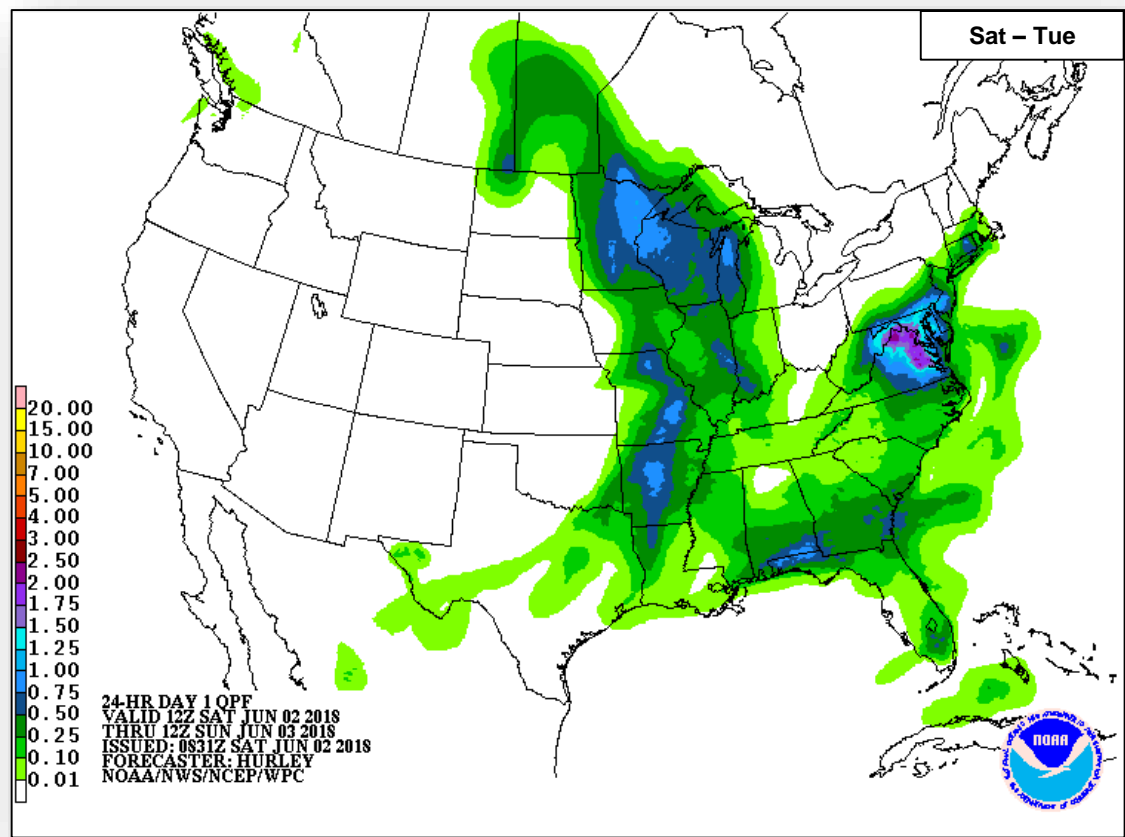 Sat – Tue
20.00
15.00
10.00
7.00
5.00
4.00
3.00
2.50
2.00
1.75
1.50
1.25
1.00
0.75
0.50
0.25
0.10
0.01
24-HR DAY 1 QPF
VALID 12Z SAT JUN 02 2018
THRU 12Z SUN JUN 03 2018
ISSUED: 0831Z SAT JUN 02 2018
FORECASTER: HURLEY
NOAA/NWS/NCEP/WPC
NOAA